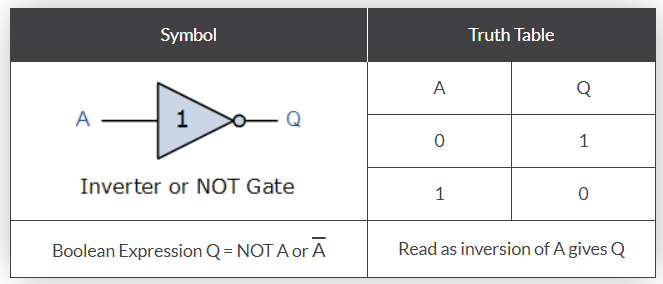 Symbol Truth Table
A Q
A 1 Q
0 1
Inverter or NOT Gate
1 0
Boolean Expression Q = NOT A or A̅
Read as inversion of A gives Q